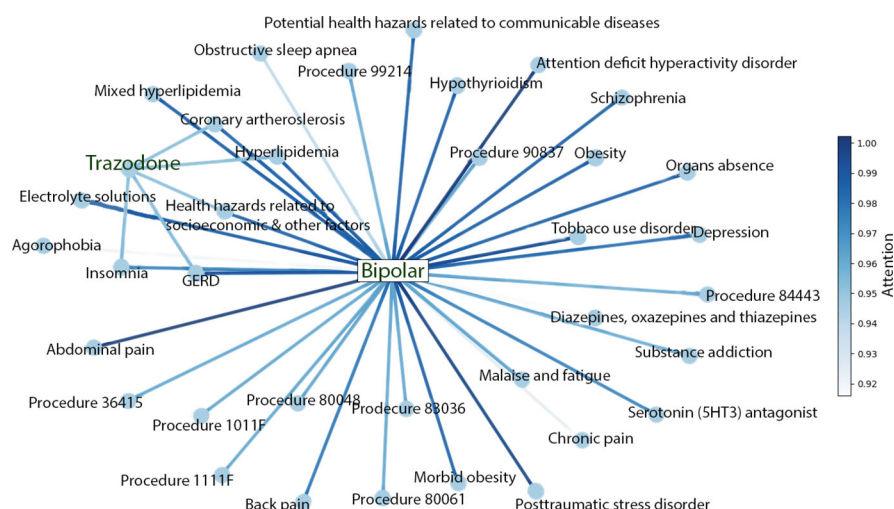 Potential health hazards related to communicable diseases
Obstructive sleep apnea
Procedure 99214
Attention deficit hyperactivity disorder
Mixed hyperlipidemia
Hypothyrioidism
Schizophrenia
Coronary artheroslerosis
Trazodone
Hyperlipidemia
Procedure 90837
Obesity
Organs absence
Electrolyte solutions
Health hazards related to
socioeconomic & other factors
Tobbaco use disorder
Depression
Agorophobia
Insomnia
GERD
Bipolar
Procedure 84443
Diazepines, oxazepines and thiazepines
Abdominal pain
Substance addiction
Malaise and fatigue
Procedure 36415
Procedure 80048
Prodecure 83036
Serotonin (5HT3) antagonist
Procedure 1011F
Chronic pain
Procedure 1111F
Morbid obesity
Back pain
Procedure 80061
Posttraumatic stress disorder
1.00
0.99
0.98
0.97
0.96
0.95
0.94
0.93
0.92
Attention